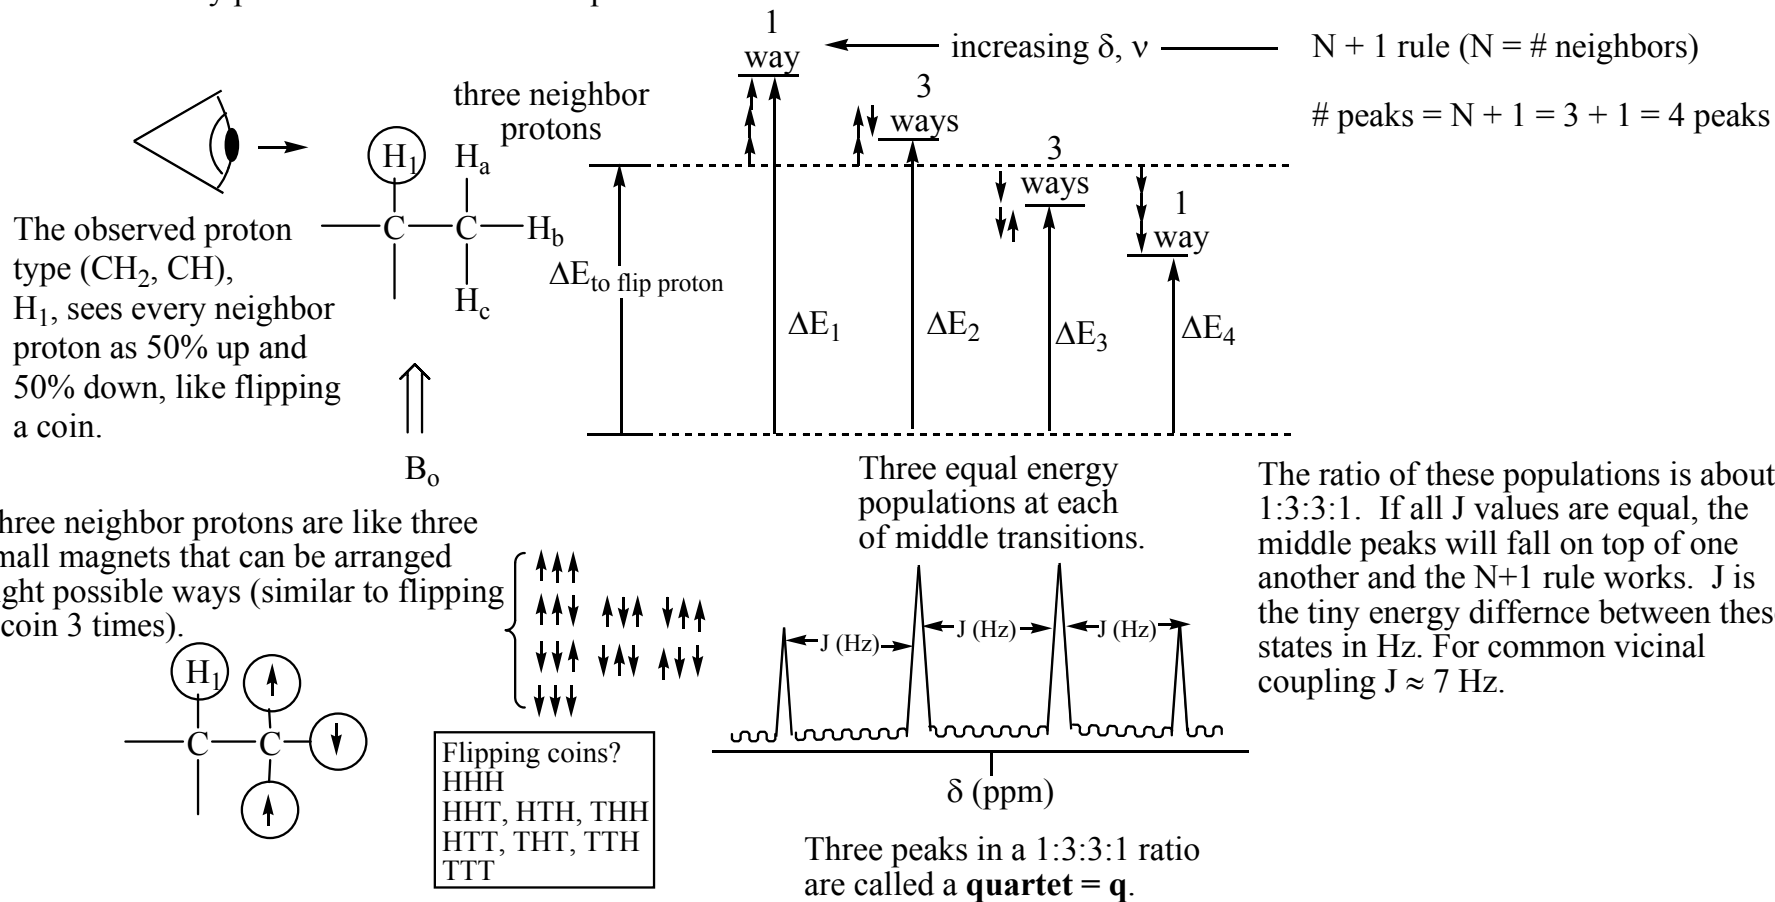 1
way
increasing δ, ν
N + 1 rule (N = # neighbors)
# peaks = N + 1 = 3 + 1 = 4 peaks
three neighbor
protons
3
ways
3
ways
1
way
H1
Ha
C
C
Hb
Hc
The observed proton
type (CH2, CH),
H1, sees every neighbor
proton as 50% up and
50% down, like flipping
a coin.
ΔEto flip proton
ΔE1
ΔE2
ΔE3
ΔE4
Bo
Three equal energy
populations at each
of middle transitions.
The ratio of these populations is about
1:3:3:1. If all J values are equal, the
middle peaks will fall on top of one
another and the N+1 rule works. J is
the tiny energy differnce between thes
states in Hz. For common vicinal
coupling J ≈ 7 Hz.
hree neighbor protons are like three
mall magnets that can be arranged
ght possible ways (similar to flipping
coin 3 times).
H1
C
C
Flipping coins?
HHH
HHT, HTH, THH
HTT, THT, TTH
TTT
J (Hz)
J (Hz)
J (Hz)
δ (ppm)
Three peaks in a 1:3:3:1 ratio
are called a quartet = q.